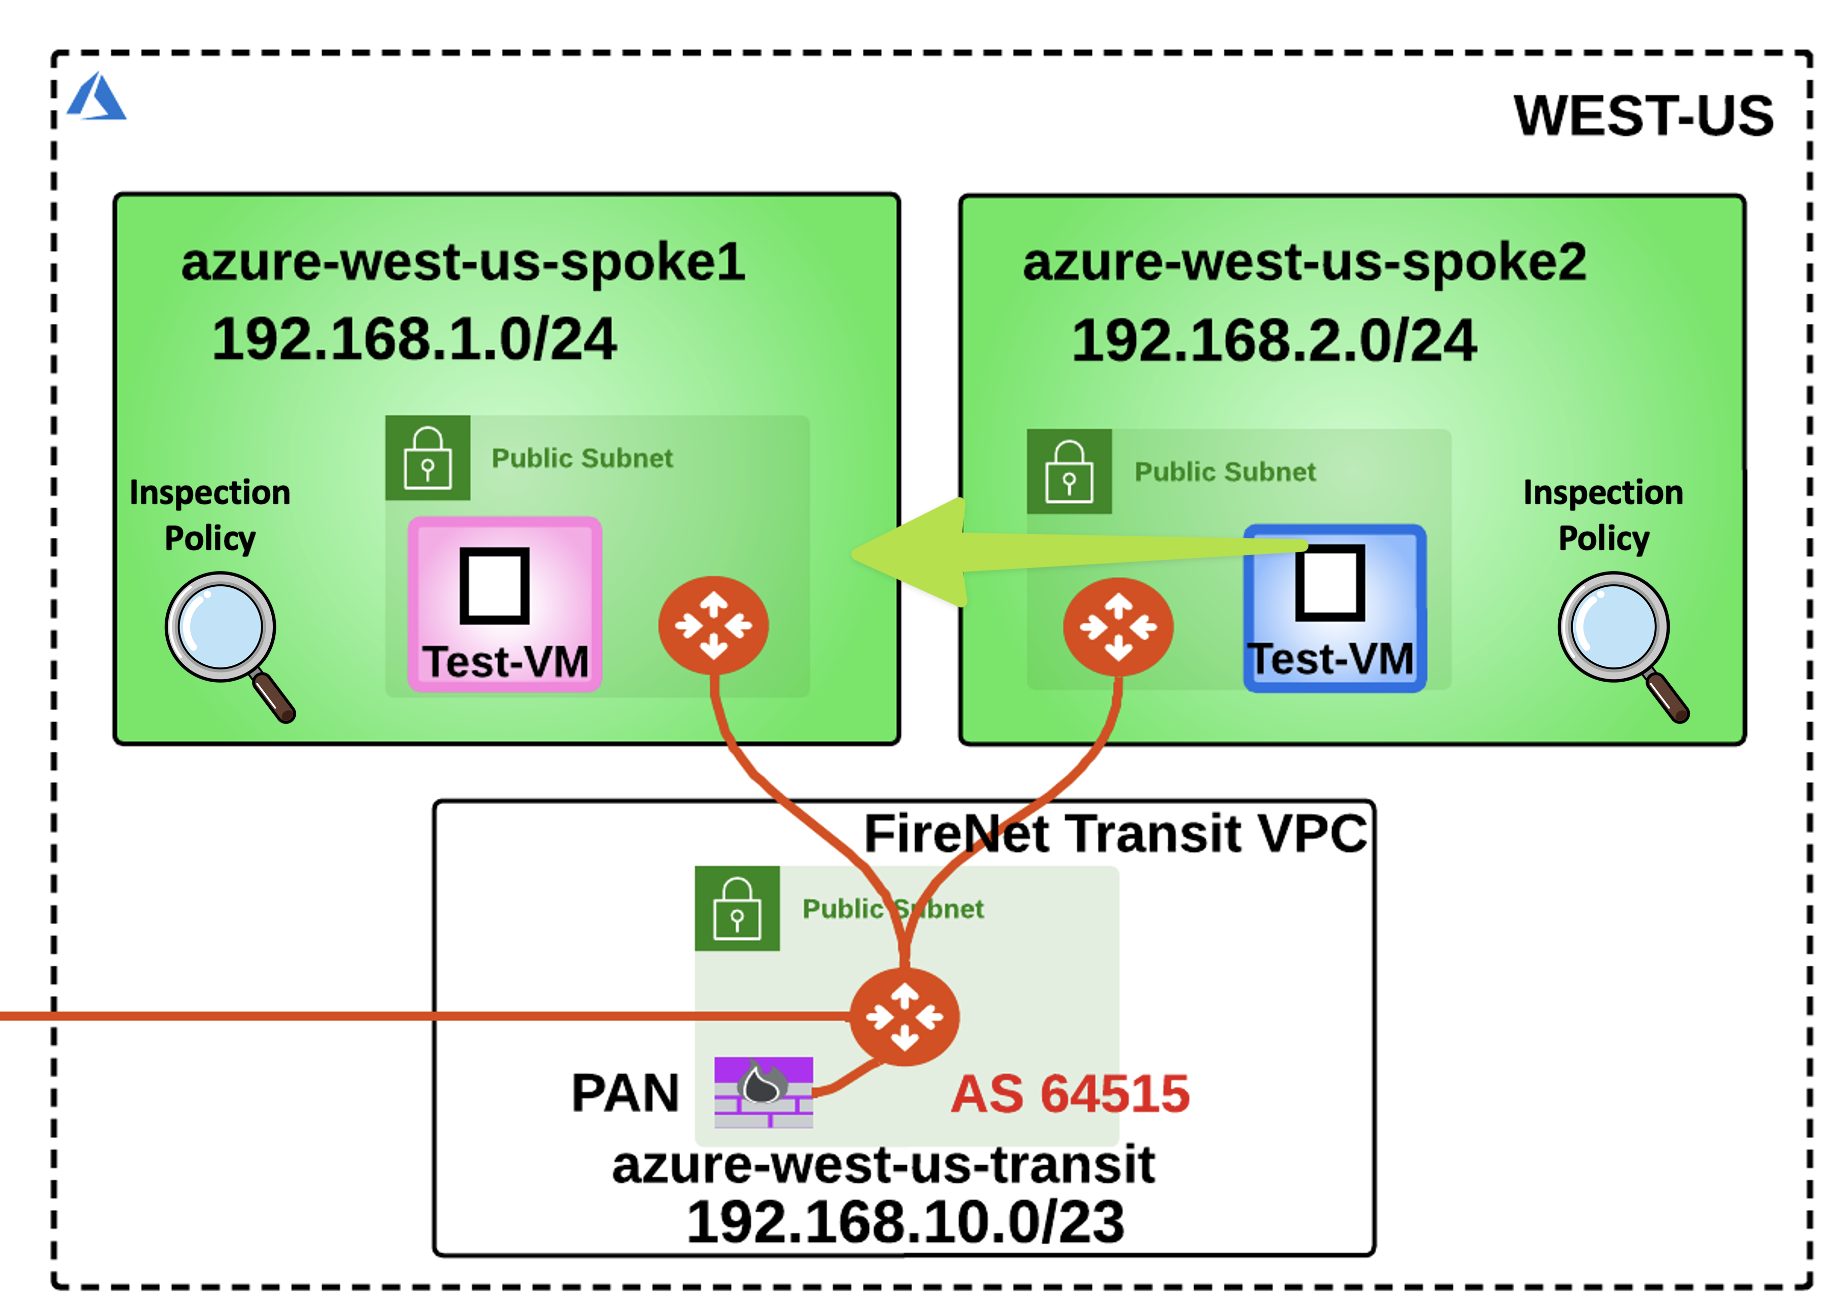 WEST-US
azure-west-us-spoke1
192.168.1.0/24
Public Subnet
Inspection
Policy
Test-VM
azure-west-us-spoke2
192.168.2.0/24
Public Subnet
Inspection
Policy
Test-VM
FireNet Transit VPC
Public Subnet
PAN
AS 64515
azure-west-us-transit
192.168.10.0/23